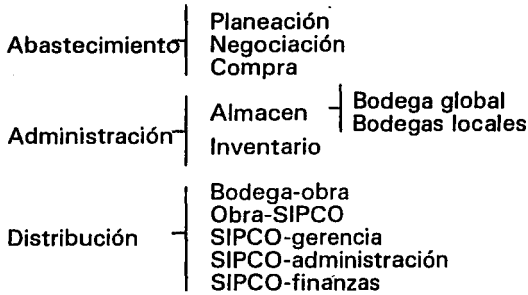 Abastecimiento
Planeación
Negociación
Compra
Administración
Almacen
Bodega global
Bodegas locales
Inventario
Distribución
Bodega-obra
Obra-SIPCO
SIPCO-gerencia
SIPCO-administración
SIPCO-finanzas